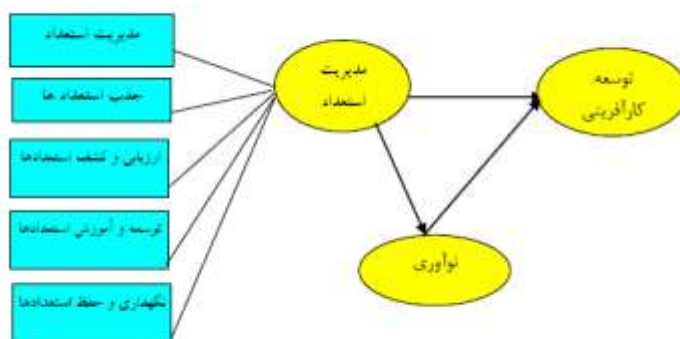 مدیریت استعداد
جذب استعداد ها
ارزیابی و کشف استعدادها
توسعه و آموزش استعدادها
نگهداری و حفظ استعدادها
مدیریت
استعداد
توسعه
کارآفرینی
نوآوری